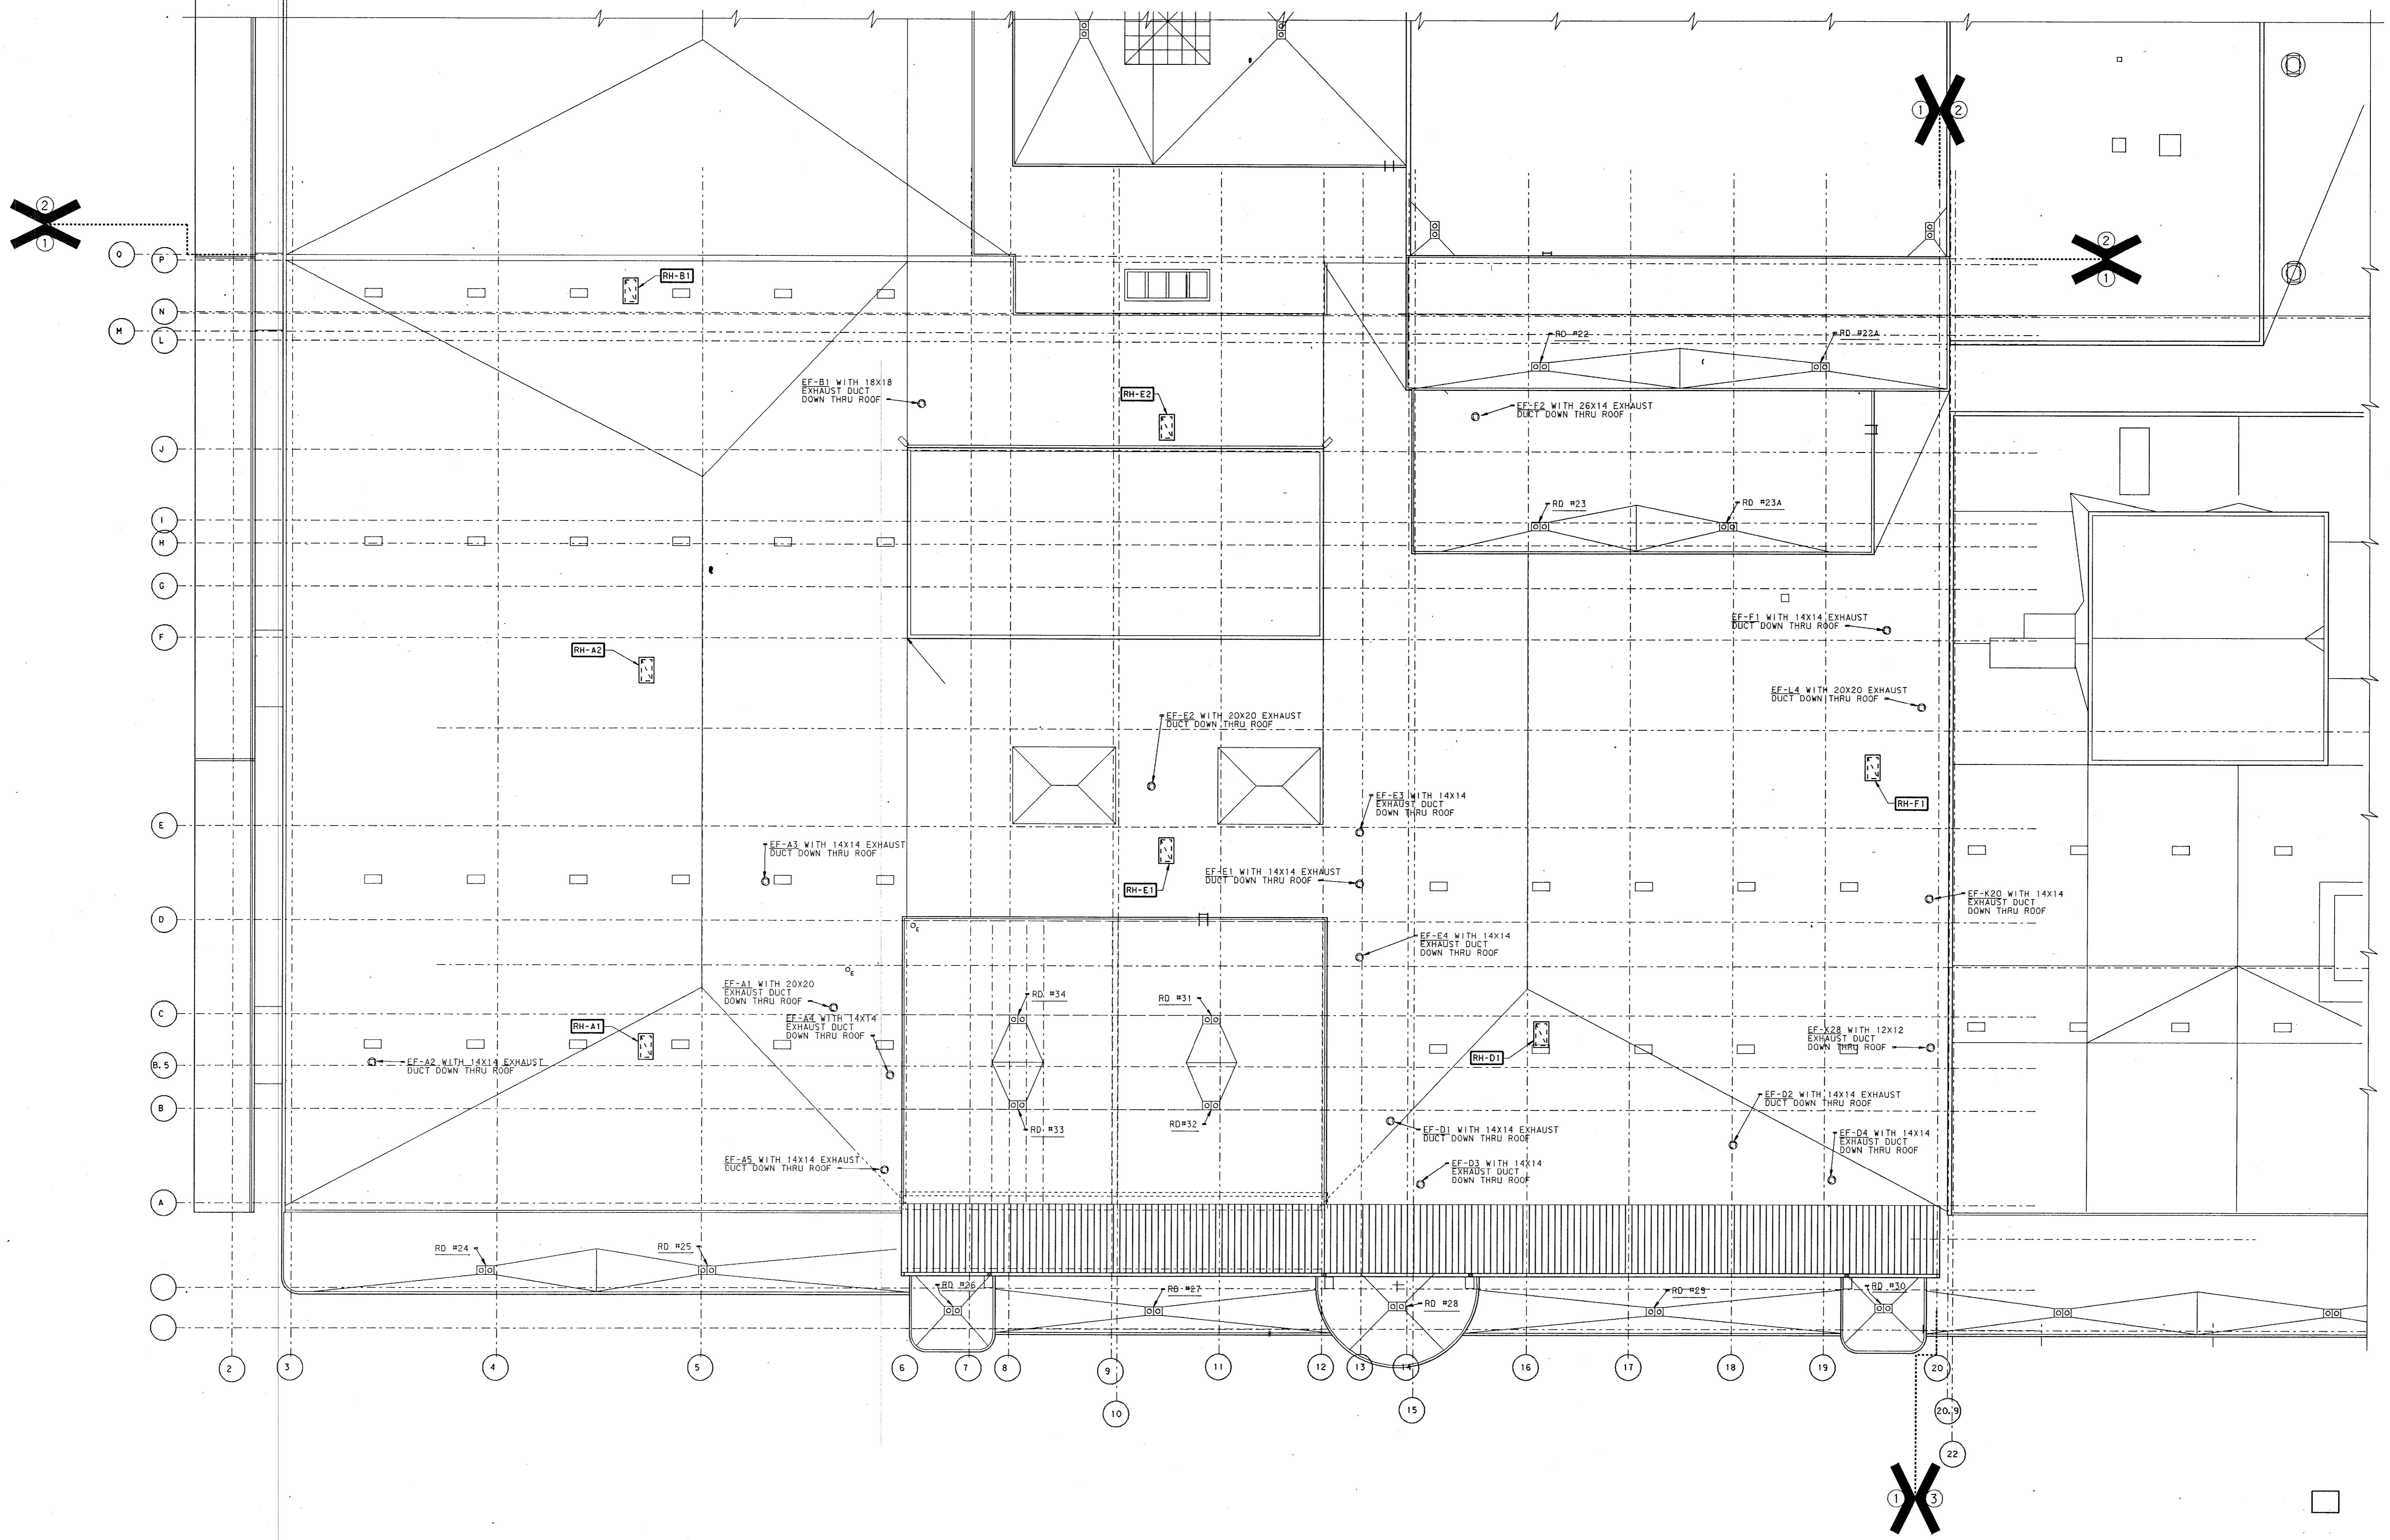 1
2
2
1
2
1
Q
P
N
M
L
J
I
H
G
F
E
D
C
B.5
B
A
RH-B1
RD #22
RD #22A
EF-B1 WITH 18X18
EXHAUST DUCT
DOWN THRU ROOF
RH-E2
EF-F2 WITH 26X14 EXHAUST
DUCT DOWN THRU ROOF
RD #23
RD #23A
EF-F1 WITH 14X14 EXHAUST
DUCT DOWN THRU ROOF
RH-A2
EF-L4 WITH 20X20 EXHAUST
DUCT DOWN THRU ROOF
EF-E2 WITH 20X20 EXHAUST
DUCT DOWN THRU ROOF
EF-E3 WITH 14X14
EXHAUST DUCT
DOWN THRU ROOF
RH-F1
EF-A3 WITH 14X14 EXHAUST
DUCT DOWN THRU ROOF
RH-E1
EF-E1 WITH 14X14 EXHAUST
DUCT DOWN THRU ROOF
EF-K20 WITH 14X14
EXHAUST DUCT
DOWN THRU ROOF
E
EF-E4 WITH 14X14
EXHAUST DUCT
DOWN THRU ROOF
E
EF-A1 WITH 20X20
EXHAUST DUCT
DOWN THRU ROOF
RD #34
RD #31
EF-A4 WITH 14X14
EXHAUST DUCT
DOWN THRU ROOF
RH-A1
EF-X28 WITH 12X12
EXHAUST DUCT
DOWN THRU ROOF
RH-D1
EF-A2 WITH 14X14 EXHAUST
DUCT DOWN THRU ROOF
EF-D2 WITH 14X14 EXHAUST
DUCT DOWN THRU ROOF
RD #33
RD#32
EF-D1 WITH 14X14 EXHAUST
DUCT DOWN THRU ROOF
EF-D4 WITH 14X14
EXHAUST DUCT
DOWN THRU ROOF
EF-A5 WITH 14X14 EXHAUST
DUCT DOWN THRU ROOF
EF-D3 WITH 14X14
EXHAUST DUCT
DOWN THRU ROOF
RD #24
RD #25
RD #26
RD #27
RD #28
RD #29
RD #30
2
3
4
5
6
7
8
9
10
11
12
13
14
15
16
17
18
19
20
20.9
22
1
3